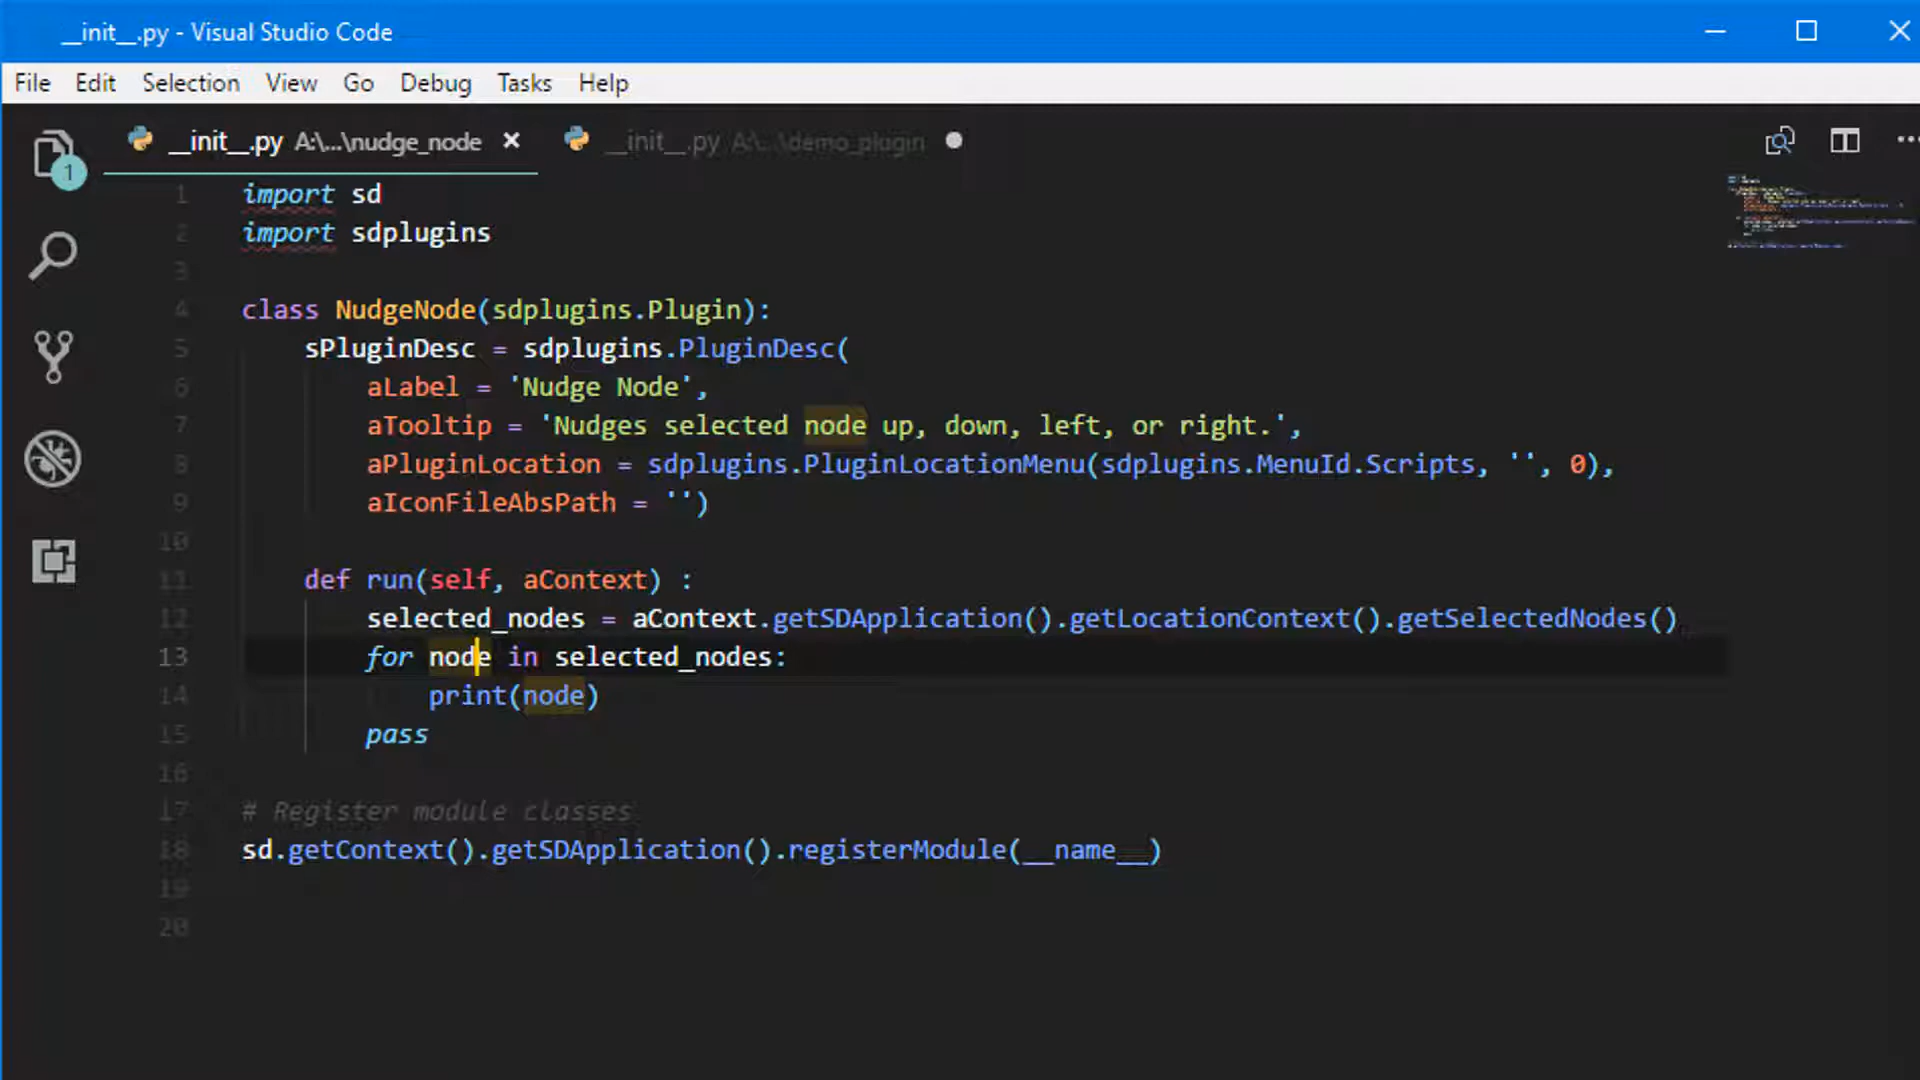 __init__.py - Visual Studio Code
File Edit Selection View Go Debug Tasks Help
__init__.py A:\...\nudge_node __init__.py A:\...\demo_plugin
1
1 import sd
2 import sdplugins
3
4 class NudgeNode(sdplugins.Plugin):
5 sPluginDesc = sdplugins.PluginDesc(
6 aLabel = 'Nudge Node',
7 aTooltip = 'Nudges selected node up, down, left, or right.',
8 aPluginLocation = sdplugins.PluginLocationMenu(sdplugins.MenuId.Scripts, '', 0),
9 aIconFileAbsPath = '')
10
11 def run(self, aContext) :
12 selected_nodes = aContext.getSDApplication().getLocationContext().getSelectedNodes()
13 for node in selected_nodes:
14 print(node)
15 pass
16
17 # Register module classes
18 sd.getContext().getSDApplication().registerModule(__name__)
19
20